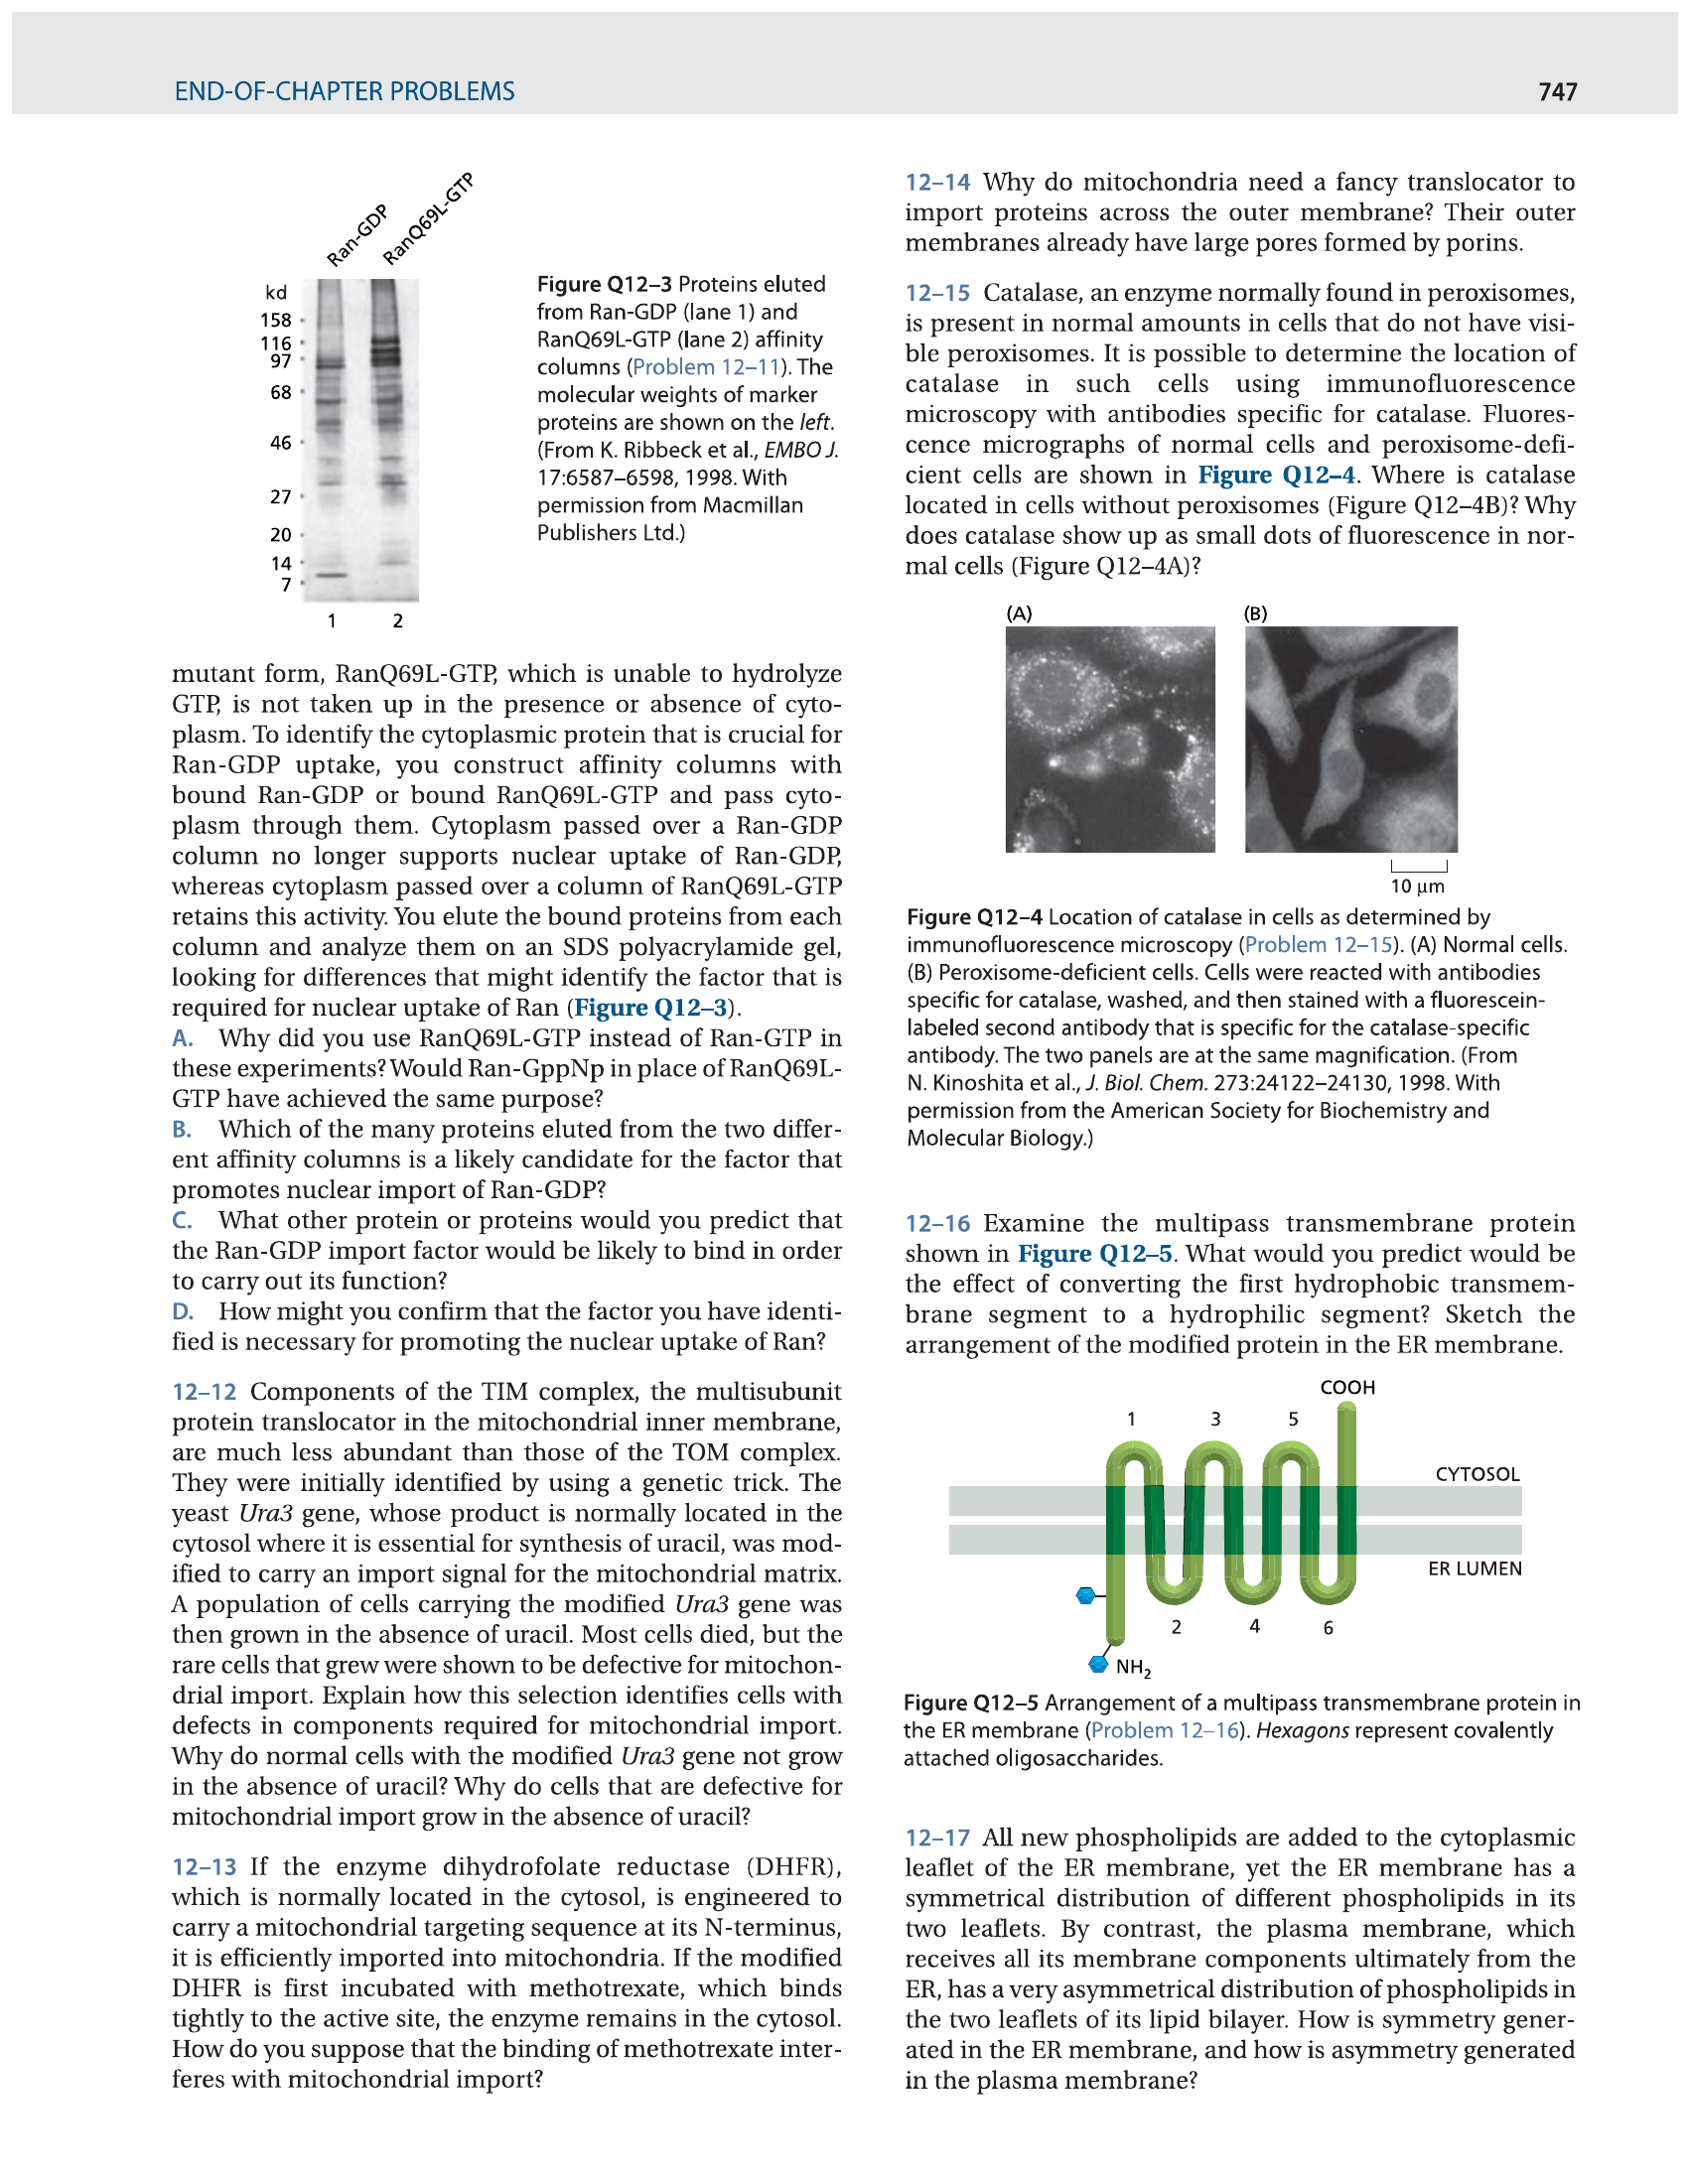 END-OF-CHAPTER PROBLEMS
747
Ran-GDP
RanQ69L-GTP
kd
158
116
97
68
46
27
20
14
7
1
2
Figure Q12–3 Proteins eluted
from Ran-GDP (lane 1) and
RanQ69L-GTP (lane 2) affinity
columns (Problem 12–11). The
molecular weights of marker
proteins are shown on the left.
(From K. Ribbeck et al., EMBO J.
17:6587–6598, 1998. With
permission from Macmillan
Publishers Ltd.)
mutant form, RanQ69L-GTP, which is unable to hydrolyze
GTP, is not taken up in the presence or absence of cyto-
plasm. To identify the cytoplasmic protein that is crucial for
Ran-GDP uptake, you construct affinity columns with
bound Ran-GDP or bound RanQ69L-GTP and pass cyto-
plasm through them. Cytoplasm passed over a Ran-GDP
column no longer supports nuclear uptake of Ran-GDP,
whereas cytoplasm passed over a column of RanQ69L-GTP
retains this activity. You elute the bound proteins from each
column and analyze them on an SDS polyacrylamide gel,
looking for differences that might identify the factor that is
required for nuclear uptake of Ran (Figure Q12–3).
A. Why did you use RanQ69L-GTP instead of Ran-GTP in
these experiments? Would Ran-GppNp in place of RanQ69L-
GTP have achieved the same purpose?
B. Which of the many proteins eluted from the two differ-
ent affinity columns is a likely candidate for the factor that
promotes nuclear import of Ran-GDP?
C. What other protein or proteins would you predict that
the Ran-GDP import factor would be likely to bind in order
to carry out its function?
D. How might you confirm that the factor you have identi-
fied is necessary for promoting the nuclear uptake of Ran?
12–12 Components of the TIM complex, the multisubunit
protein translocator in the mitochondrial inner membrane,
are much less abundant than those of the TOM complex.
They were initially identified by using a genetic trick. The
yeast Ura3 gene, whose product is normally located in the
cytosol where it is essential for synthesis of uracil, was mod-
ified to carry an import signal for the mitochondrial matrix.
A population of cells carrying the modified Ura3 gene was
then grown in the absence of uracil. Most cells died, but the
rare cells that grew were shown to be defective for mitochon-
drial import. Explain how this selection identifies cells with
defects in components required for mitochondrial import.
Why do normal cells with the modified Ura3 gene not grow
in the absence of uracil? Why do cells that are defective for
mitochondrial import grow in the absence of uracil?
12–13 If the enzyme dihydrofolate reductase (DHFR),
which is normally located in the cytosol, is engineered to
carry a mitochondrial targeting sequence at its N-terminus,
it is efficiently imported into mitochondria. If the modified
DHFR is first incubated with methotrexate, which binds
tightly to the active site, the enzyme remains in the cytosol.
How do you suppose that the binding of methotrexate inter-
feres with mitochondrial import?
12–14 Why do mitochondria need a fancy translocator to
import proteins across the outer membrane? Their outer
membranes already have large pores formed by porins.
12–15 Catalase, an enzyme normally found in peroxisomes,
is present in normal amounts in cells that do not have visi-
ble peroxisomes. It is possible to determine the location of
catalase in such cells using immunofluorescence
microscopy with antibodies specific for catalase. Fluores-
cence micrographs of normal cells and peroxisome-defi-
cient cells are shown in Figure Q12–4. Where is catalase
located in cells without peroxisomes (Figure Q12–4B)? Why
does catalase show up as small dots of fluorescence in nor-
mal cells (Figure Q12–4A)?
(A)
(B)
10 μm
Figure Q12–4 Location of catalase in cells as determined by
immunofluorescence microscopy (Problem 12–15). (A) Normal cells.
(B) Peroxisome-deficient cells. Cells were reacted with antibodies
specific for catalase, washed, and then stained with a fluorescein-
labeled second antibody that is specific for the catalase-specific
antibody. The two panels are at the same magnification. (From
N. Kinoshita et al., J. Biol. Chem. 273:24122–24130, 1998. With
permission from the American Society for Biochemistry and
Molecular Biology.)
12–16 Examine the multipass transmembrane protein
shown in Figure Q12–5. What would you predict would be
the effect of converting the first hydrophobic transmem-
brane segment to a hydrophilic segment? Sketch the
arrangement of the modified protein in the ER membrane.
COOH
1
3
5
CYTOSOL
ER LUMEN
2
4
6
NH2
Figure Q12–5 Arrangement of a multipass transmembrane protein in
the ER membrane (Problem 12–16). Hexagons represent covalently
attached oligosaccharides.
12–17 All new phospholipids are added to the cytoplasmic
leaflet of the ER membrane, yet the ER membrane has a
symmetrical distribution of different phospholipids in its
two leaflets. By contrast, the plasma membrane, which
receives all its membrane components ultimately from the
ER, has a very asymmetrical distribution of phospholipids in
the two leaflets of its lipid bilayer. How is symmetry gener-
ated in the ER membrane, and how is asymmetry generated
in the plasma membrane?